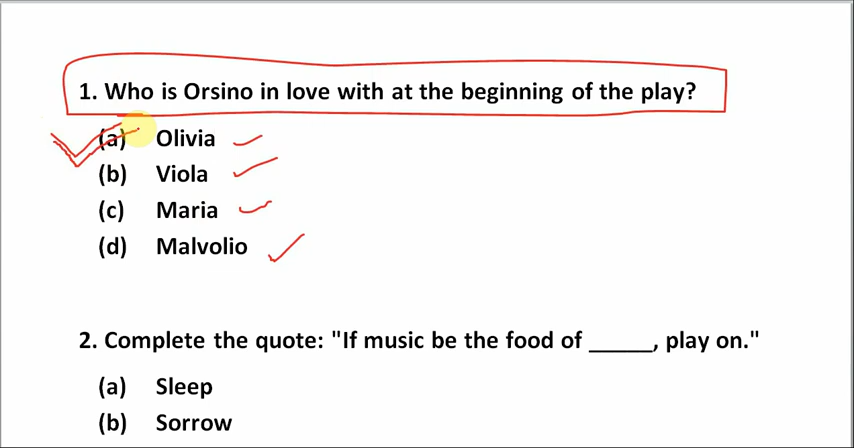 1. Who is Orsino in love with at the beginning of the play?
(a) Olivia
(b) Viola
(c) Maria
(d) Malvolio
2. Complete the quote: "If music be the food of _____, play on."
(a) Sleep
(b) Sorrow